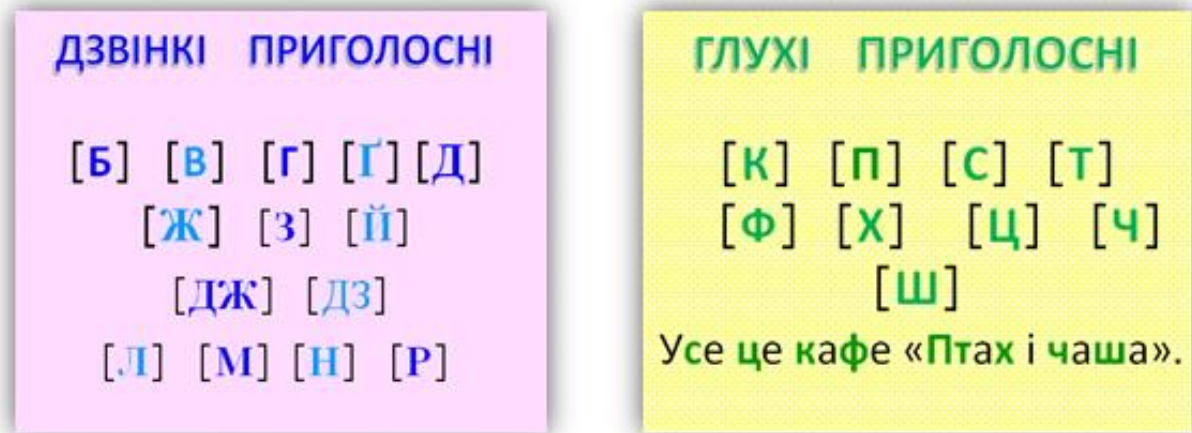 ДЗВІНКІ ПРИГОЛОСНІ
[Б] [В] [Г] [Ґ] [Д]
[Ж] [З] [Й]
[ДЖ] [ДЗ]
[Л] [М] [Н] [Р]
ГЛУХІ ПРИГОЛОСНІ
[К] [П] [С] [Т]
[Ф] [Х] [Ц] [Ч]
[Ш]
Усе це кафе «Птах і чаша».